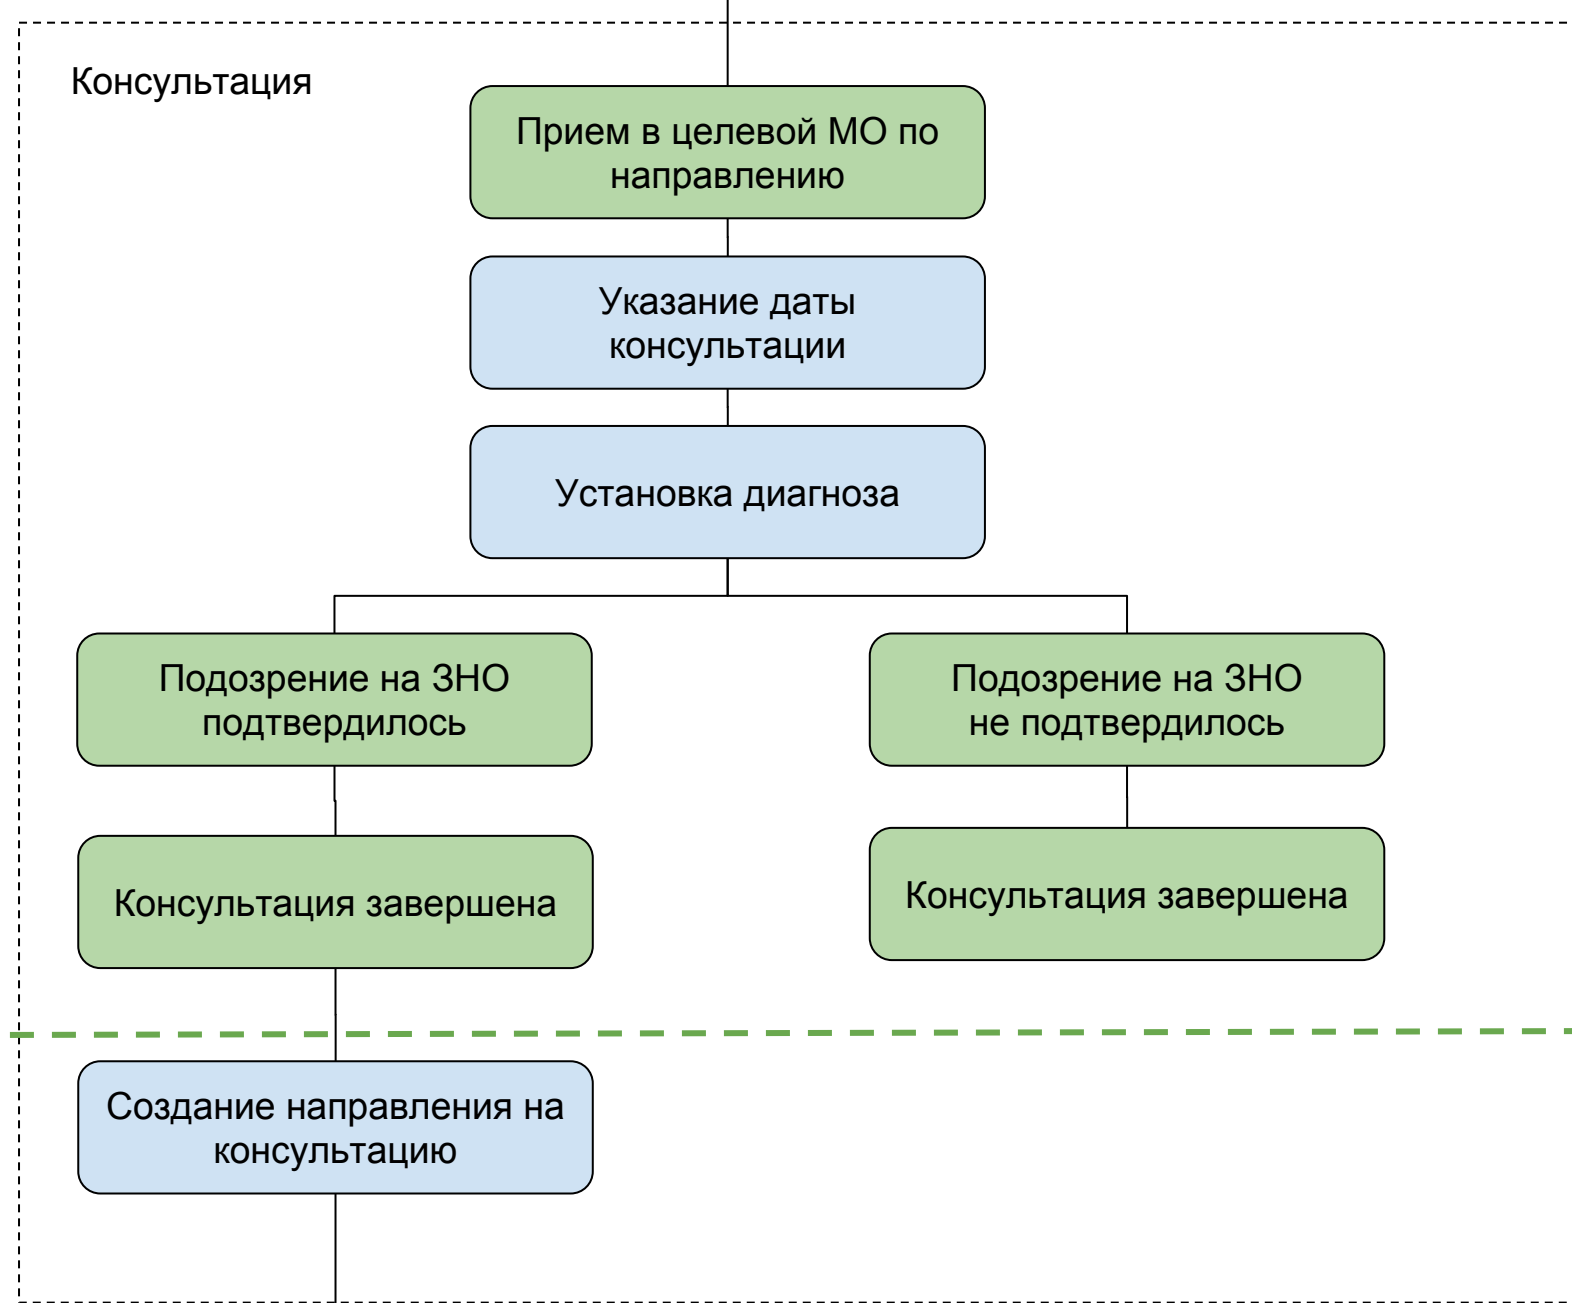 Консультация
Прием в целевой МО по
направлению
Указание даты
консультации
Установка диагноза
Подозрение на ЗНО
подтвердилось
Подозрение на ЗНО
не подтвердилось
Консультация завершена
Консультация завершена
Создание направления на
консультацию